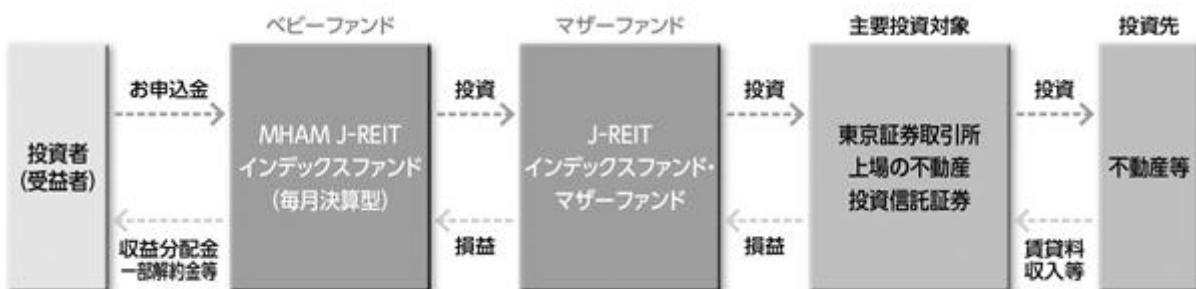 ベビーファンド
マザーファンド
主要投資対象
投資先
投資者
(受益者)
お申込金
収益分配金
一部解約金等
MHAM J-REIT
インデックスファンド
(毎月決算型)
投資
損益
J-REIT
インデックスファンド・
マザーファンド
投資
損益
東京証券取引所
上場の不動産
投資信託証券
投資
賃貸料
収入等
不動産等